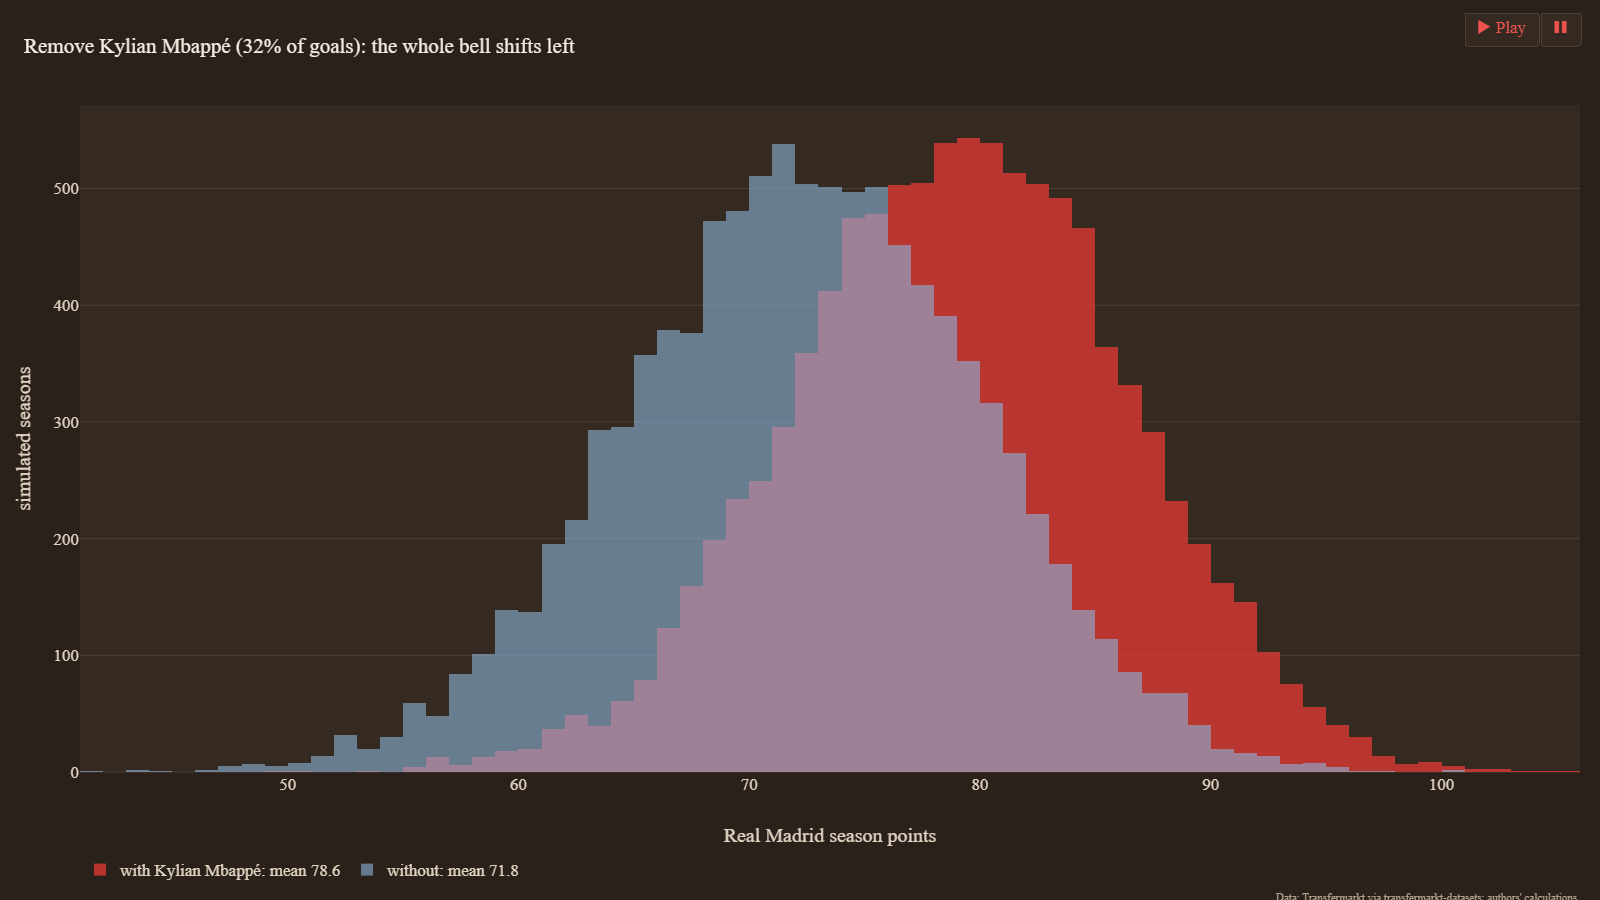 Remove Kylian Mbappé (32% of goals): the whole bell shifts left
Play
500
400
300
200
100
0
simulated seasons
50 60 70 80 90 100
Real Madrid season points
with Kylian Mbappé: mean 78.6 without: mean 71.8
Data: Transfermarkt via transfermarkt-datasets; authors' calculations